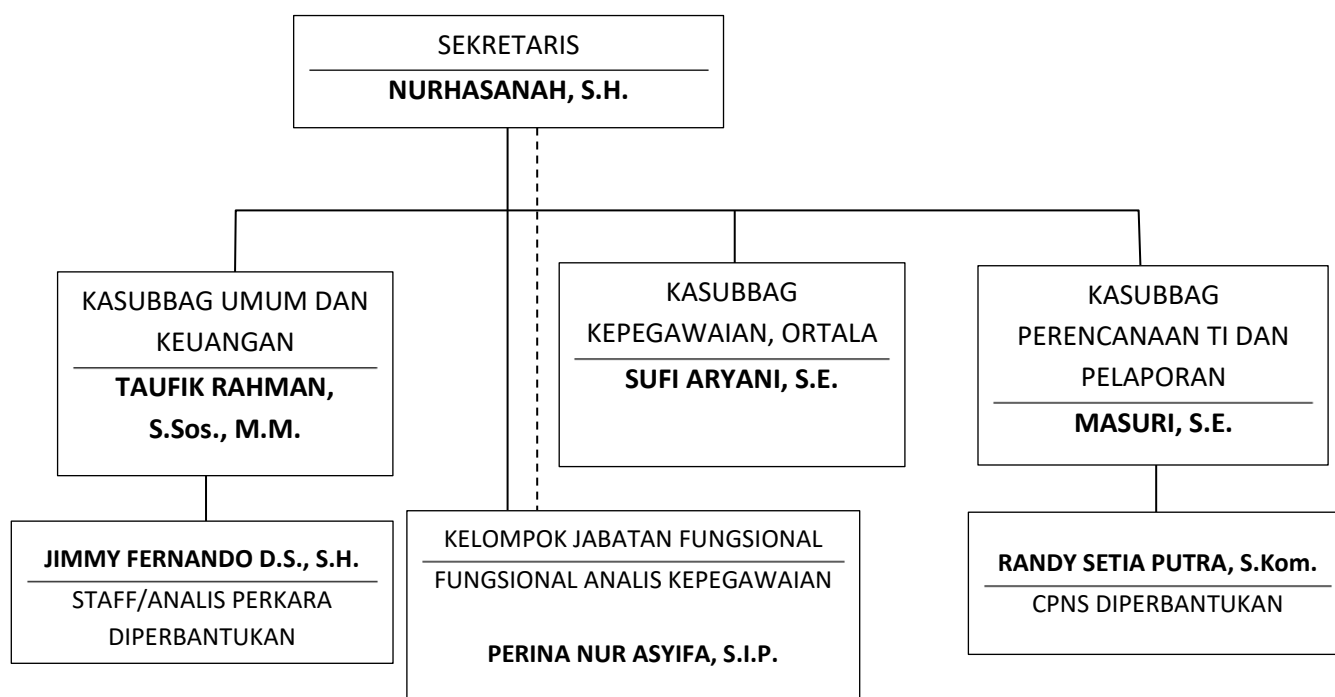 SEKRETARIS
NURHASANAH, S.H.
KASUBBAG UMUM DAN
KEUANGAN
TAUFIK RAHMAN,
S.Sos., M.M.
KASUBBAG
KEPEGAWAIAN, ORTALA
SUFI ARYANI, S.E.
KASUBBAG
PERENCANAAN TI DAN
PELAPORAN
MASURI, S.E.
JIMMY FERNANDO D.S., S.H.
STAFF/ANALIS PERKARA
DIPERBANTUKAN
KELOMPOK JABATAN FUNGSIONAL
FUNGSIONAL ANALIS KEPEGAWAIAN
PERINA NUR ASYIFA, S.I.P.
RANDY SETIA PUTRA, S.Kom.
CPNS DIPERBANTUKAN